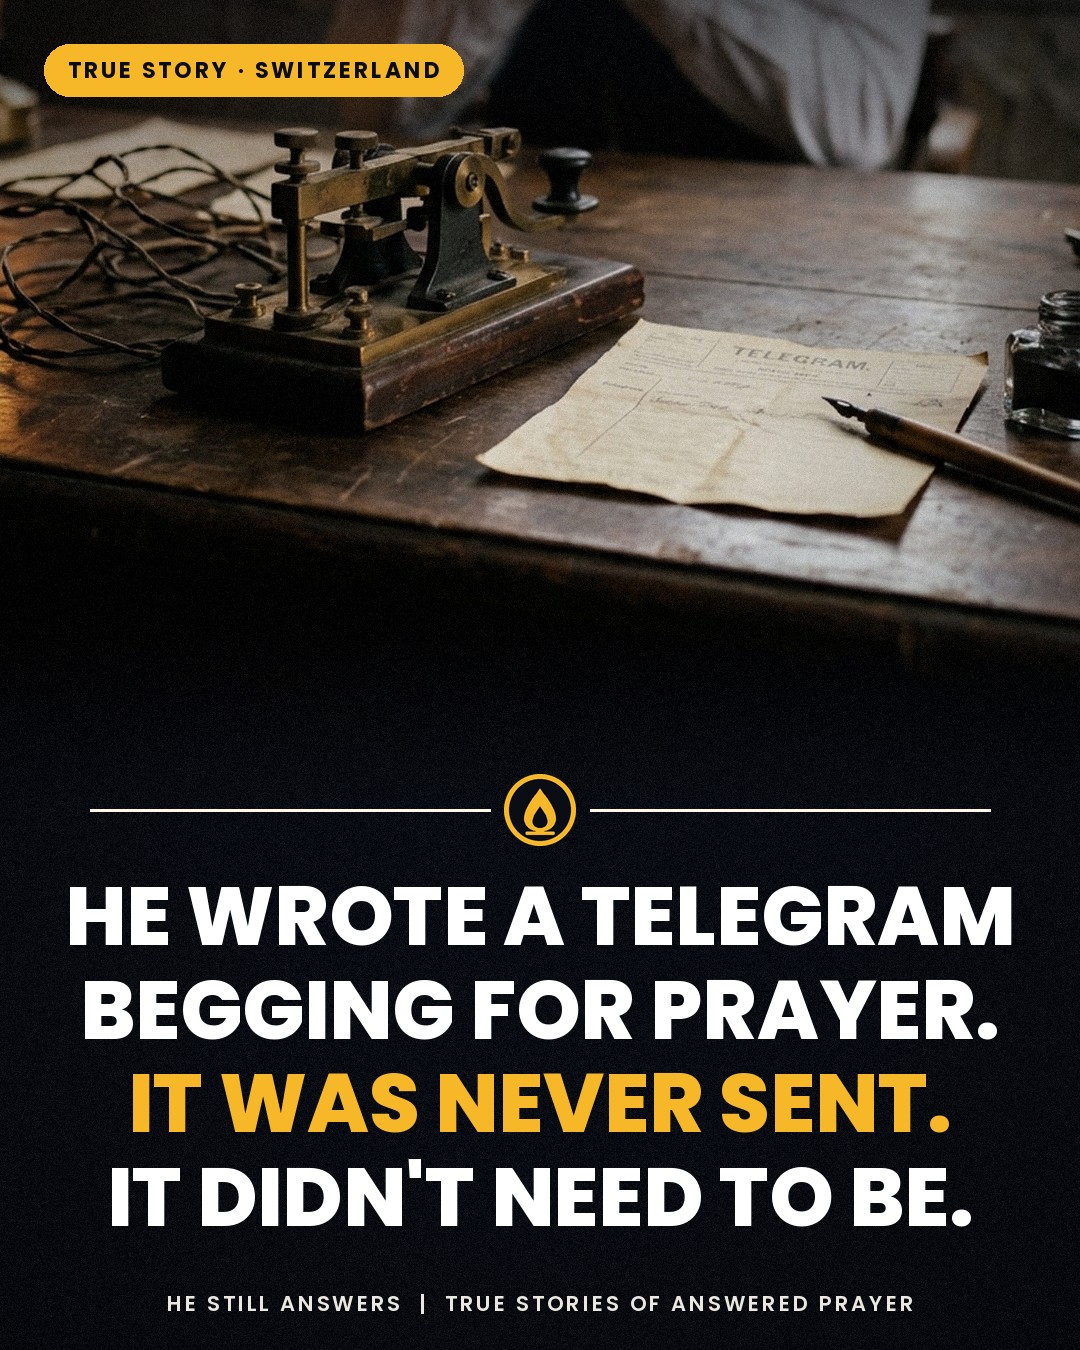 TRUE STORY · SWITZERLAND
TELEGRAM.
HE WROTE A TELEGRAM
BEGGING FOR PRAYER.
IT WAS NEVER SENT.
IT DIDN'T NEED TO BE.
HE STILL ANSWERS | TRUE STORIES OF ANSWERED PRAYER